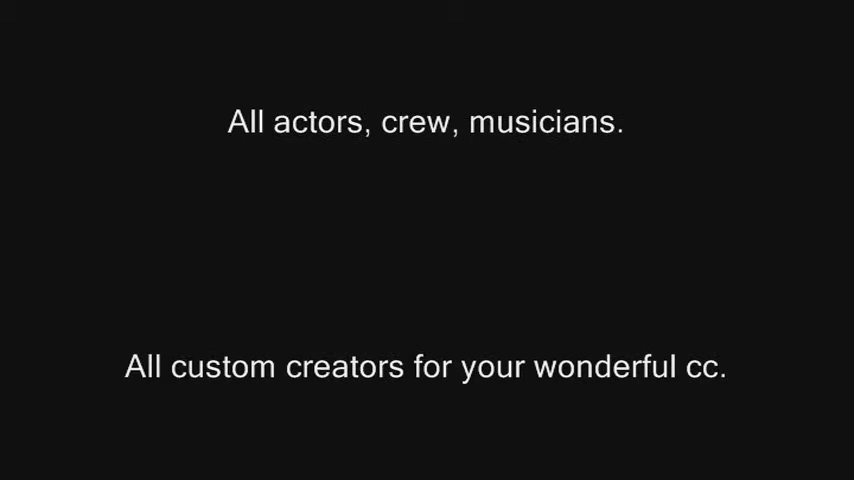 All actors, crew, musicians.
All custom creators for your wonderful cc.